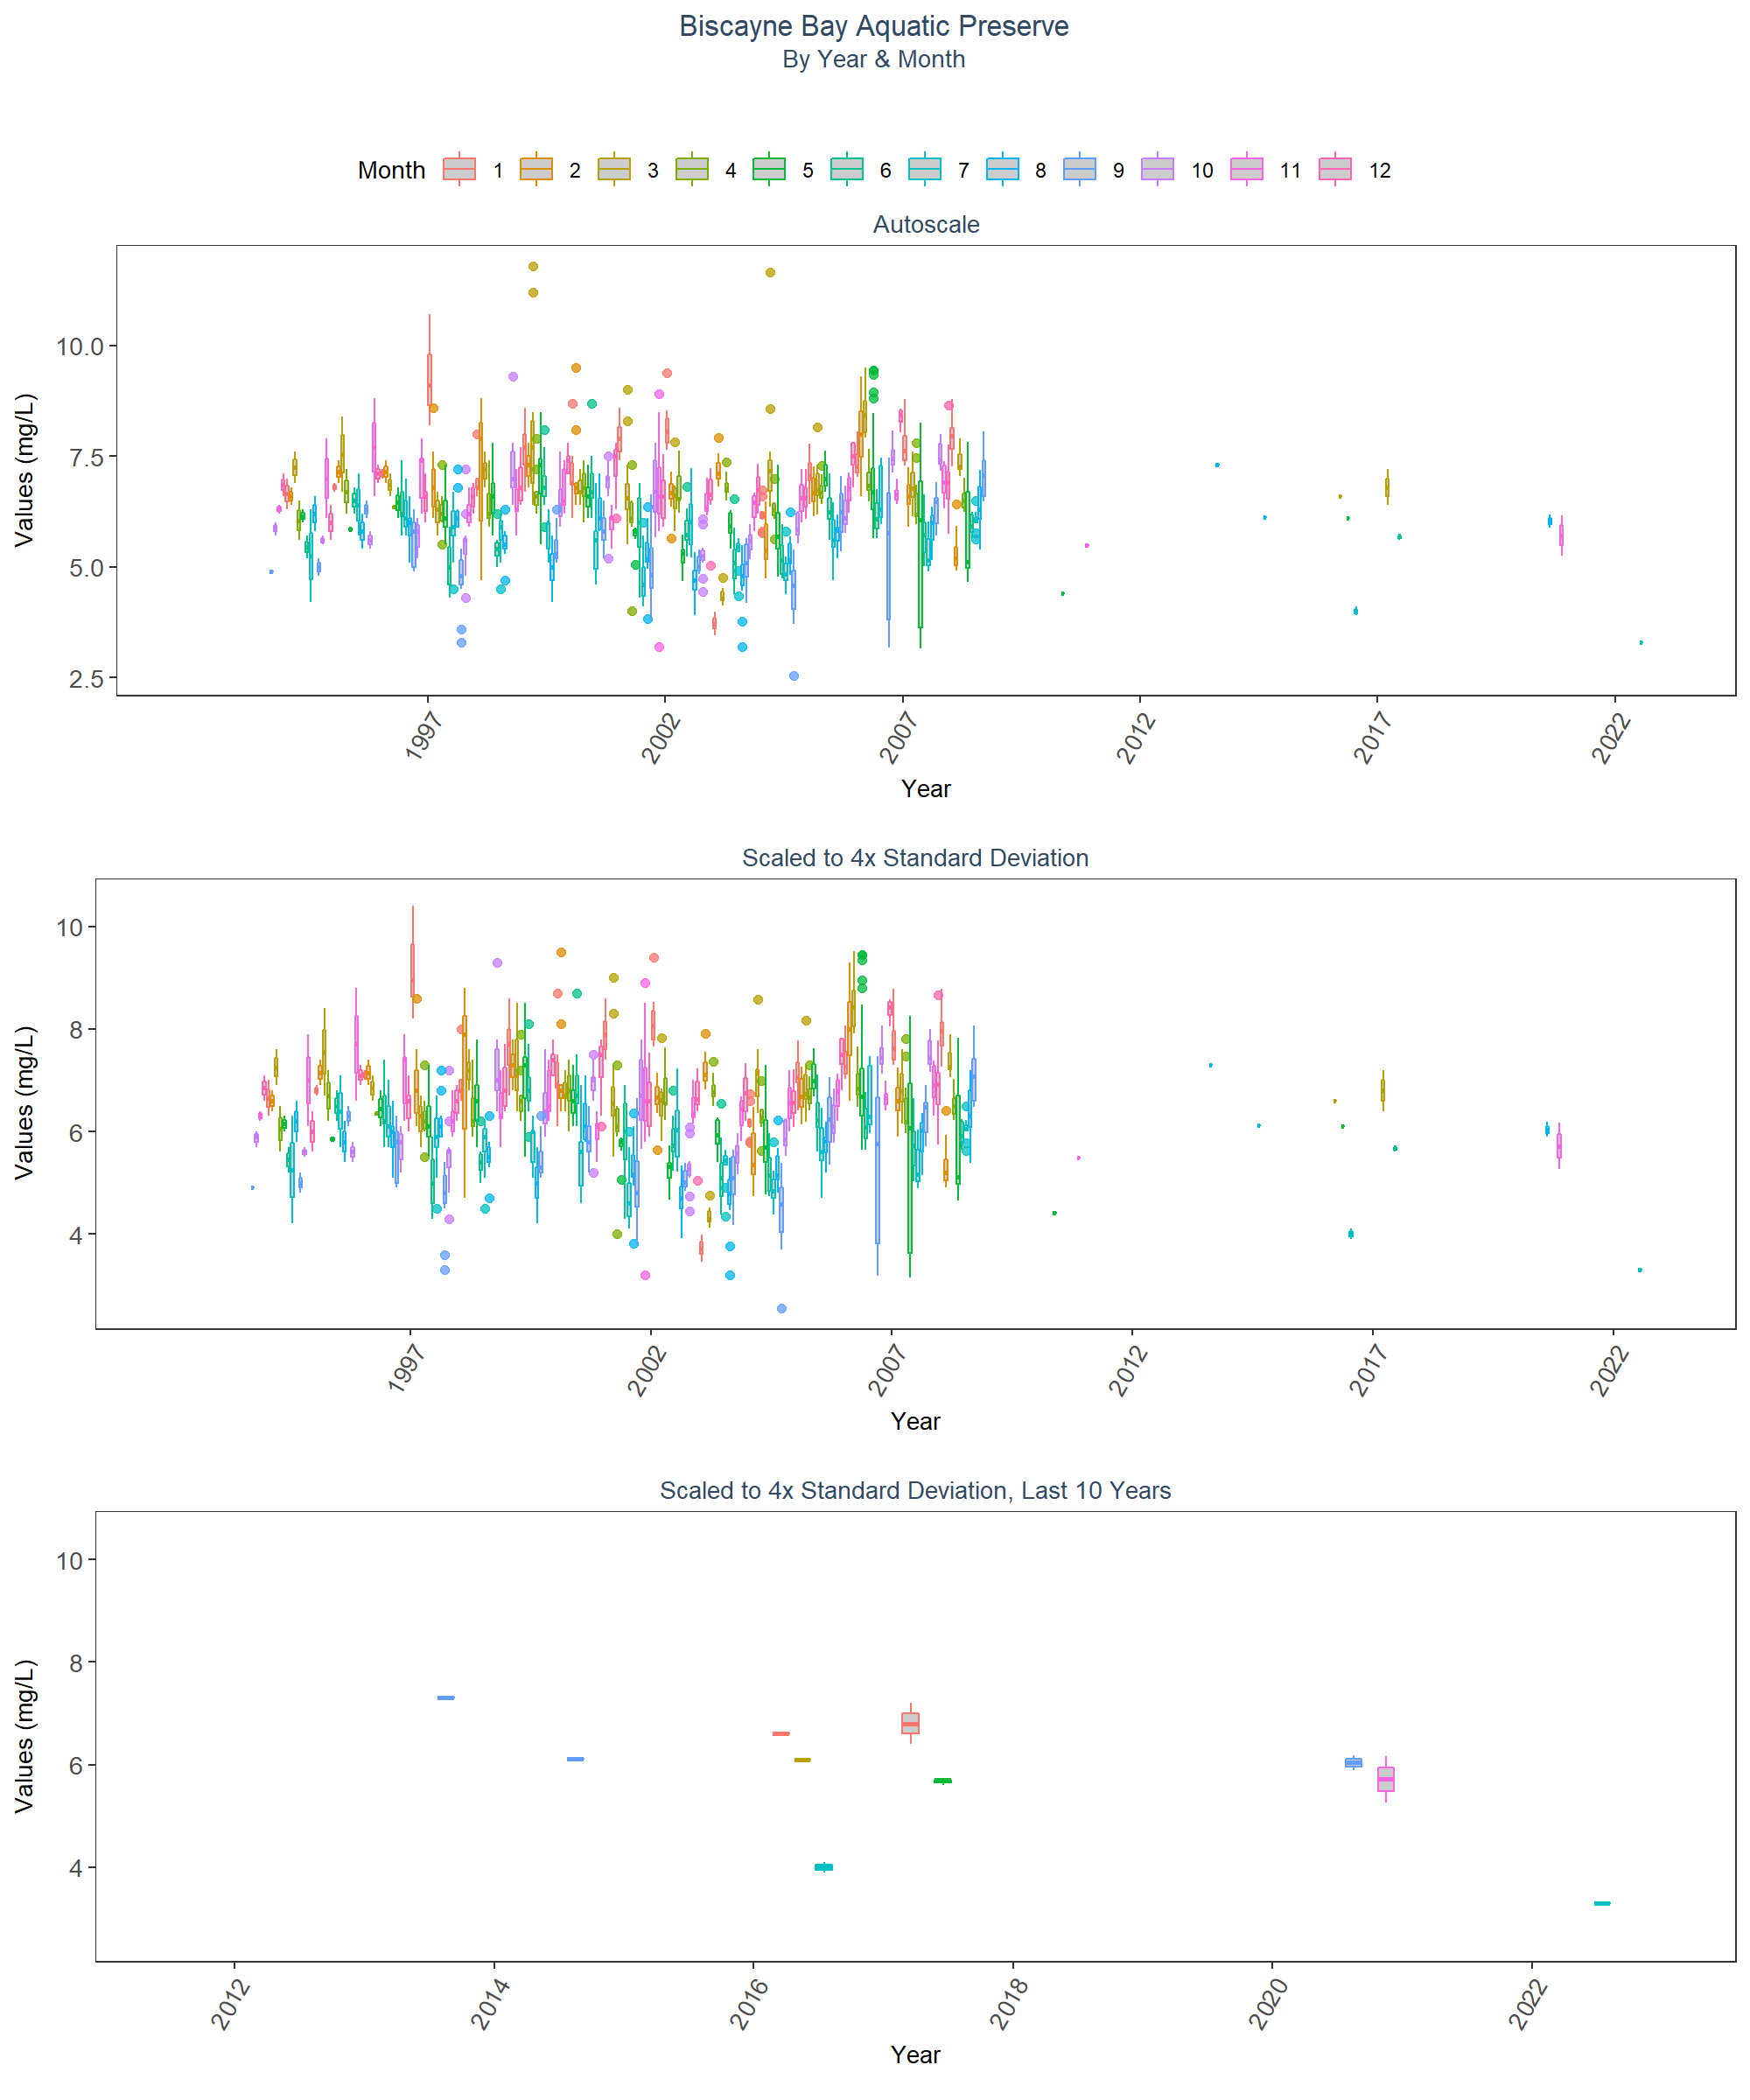 Biscayne Bay Aquatic Preserve
By Year & Month
Month 1 2 3 4 5 6 7 8 9 10 11 12
Autoscale
Values (mg/L)
10.0
7.5
5.0
2.5
1997 2002 2007 2012 2017 2022
Year
Scaled to 4x Standard Deviation
Values (mg/L)
10
8
6
4
1997 2002 2007 2012 2017 2022
Year
Scaled to 4x Standard Deviation, Last 10 Years
Values (mg/L)
10
8
6
4
2012 2014 2016 2018 2020 2022
Year